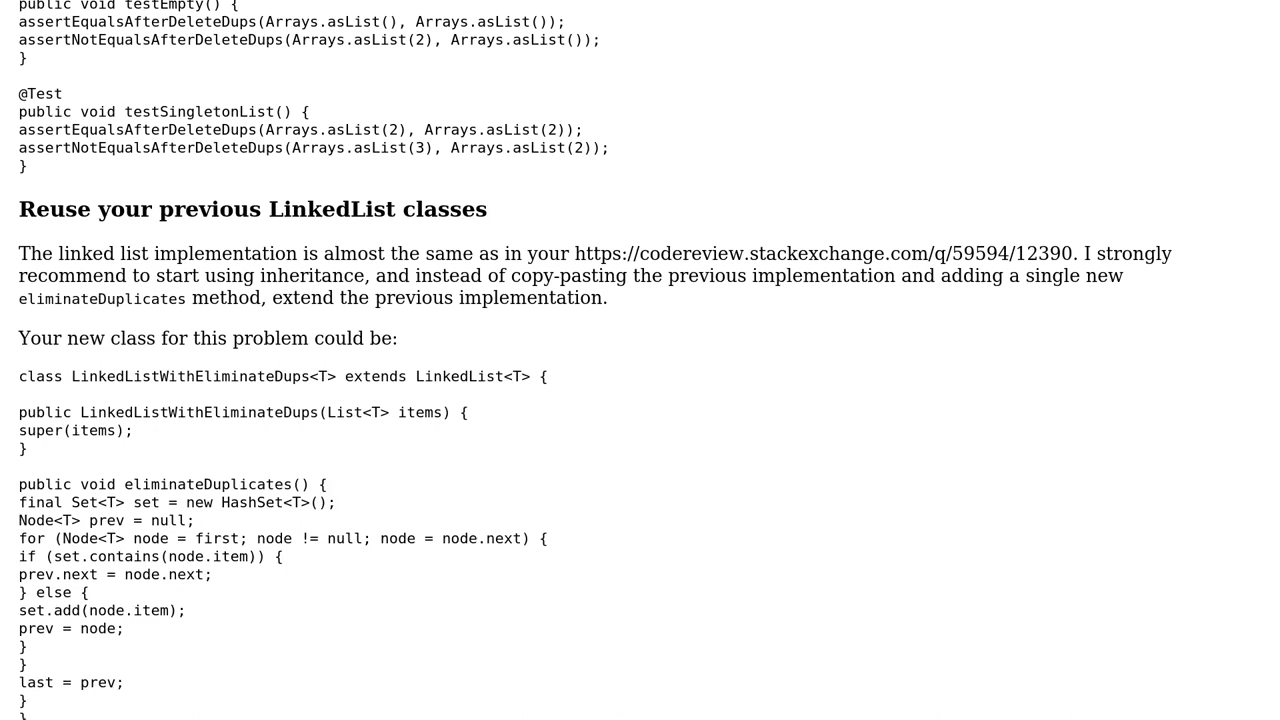 public void testEmpty() {
assertEqualsAfterDeleteDups(Arrays.asList(), Arrays.asList());
assertNotEqualsAfterDeleteDups(Arrays.asList(2), Arrays.asList());
}
@Test
public void testSingletonList() {
assertEqualsAfterDeleteDups(Arrays.asList(2), Arrays.asList(2));
assertNotEqualsAfterDeleteDups(Arrays.asList(3), Arrays.asList(2));
}
Reuse your previous LinkedList classes
The linked list implementation is almost the same as in your https://codereview.stackexchange.com/q/59594/12390. I strongly
recommend to start using inheritance, and instead of copy-pasting the previous implementation and adding a single new
eliminateDuplicates method, extend the previous implementation.
Your new class for this problem could be:
class LinkedListWithEliminateDups<T> extends LinkedList<T> {
public LinkedListWithEliminateDups(List<T> items) {
super(items);
}
public void eliminateDuplicates() {
final Set<T> set = new HashSet<T>();
Node<T> prev = null;
for (Node<T> node = first; node != null; node = node.next) {
if (set.contains(node.item)) {
prev.next = node.next;
} else {
set.add(node.item);
prev = node;
}
}
last = prev;
}
}